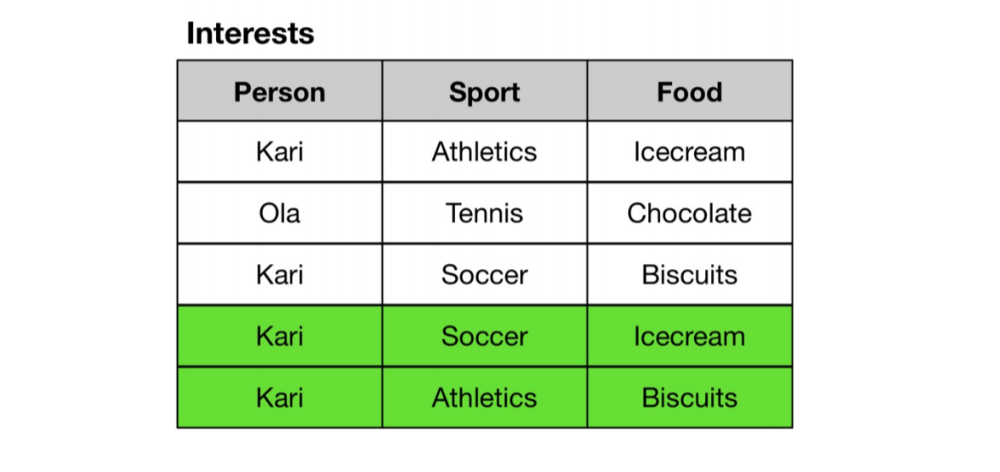 Interests
Person Sport Food
Kari Athletics Icecream
Ola Tennis Chocolate
Kari Soccer Biscuits
Kari Soccer Icecream
Kari Athletics Biscuits